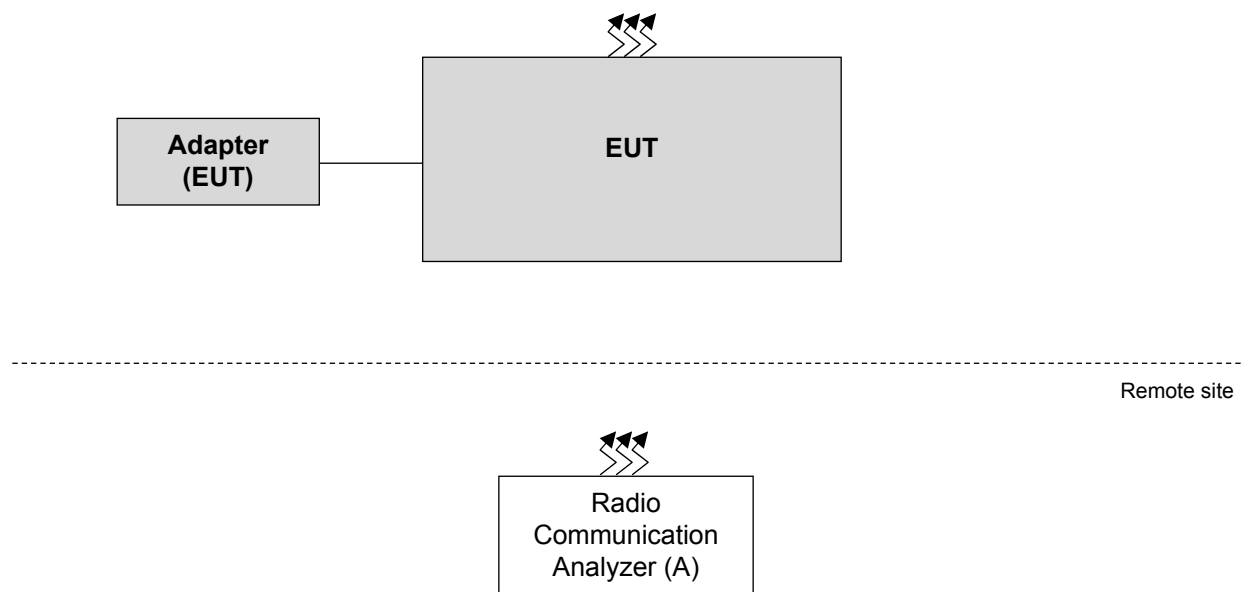 Adapter
(EUT)
EUT
Remote site
Radio
Communication
Analyzer (A)